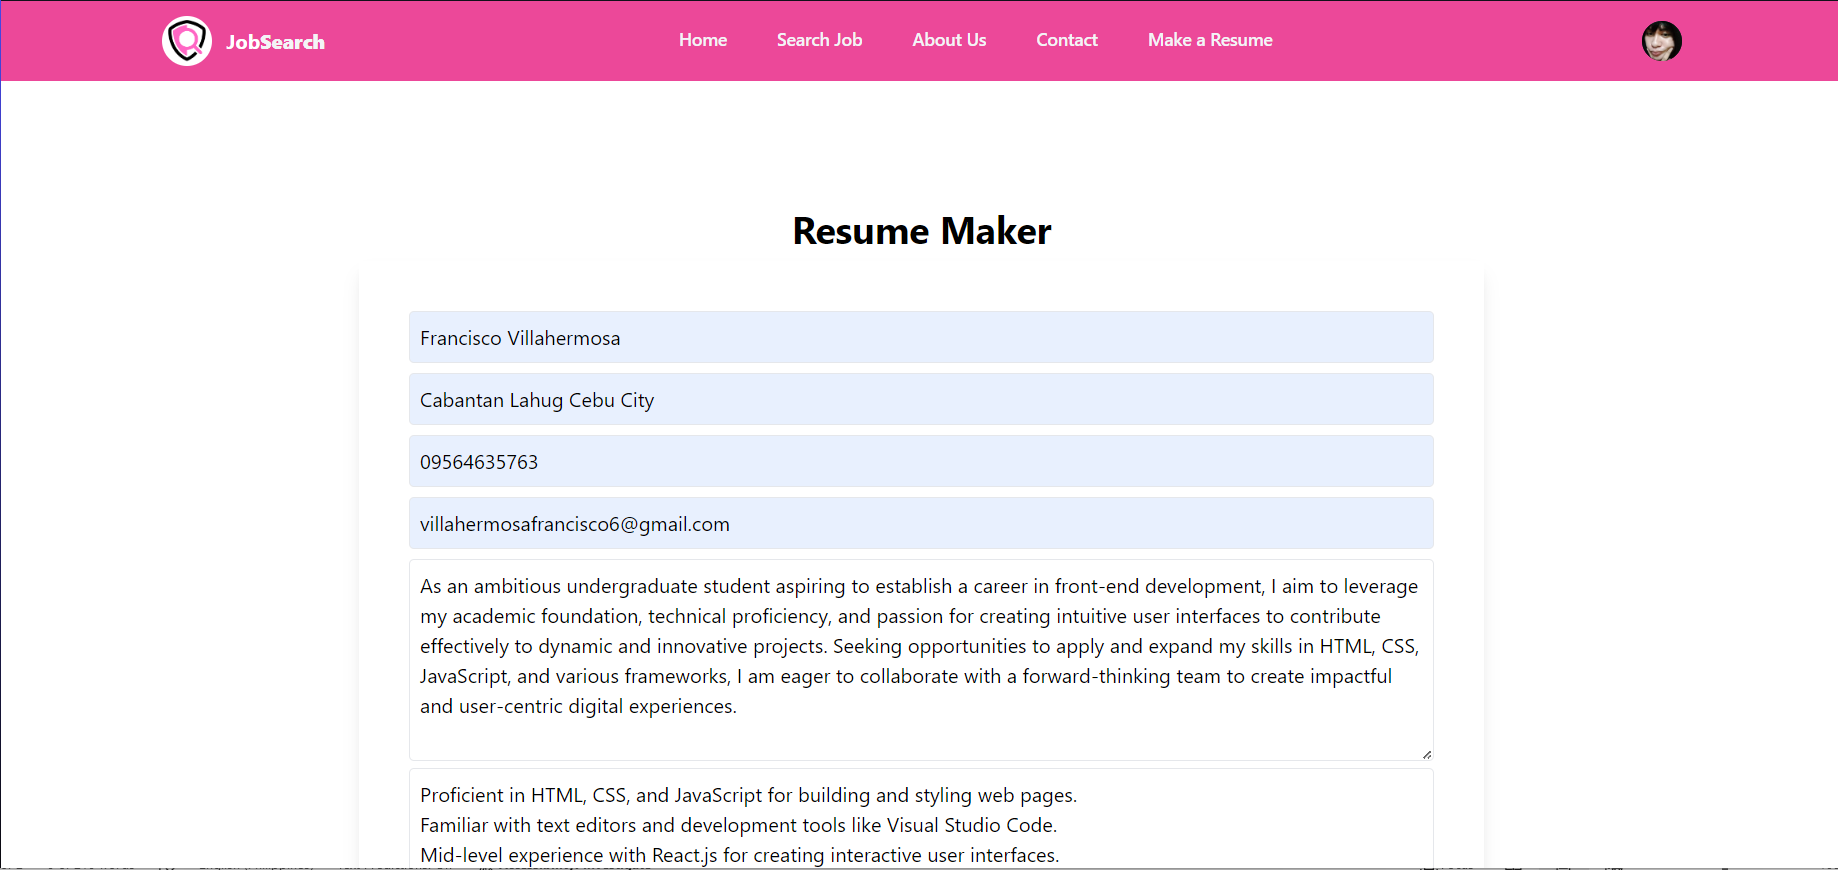 JobSearch
Home
Search Job
About Us
Contact
Make a Resume
Resume Maker
Francisco Villahermosa
Cabantan Lahug Cebu City
09564635763
villahermosafrancisco6@gmail.com
As an ambitious undergraduate student aspiring to establish a career in front-end development, I aim to leverage
my academic foundation, technical proficiency, and passion for creating intuitive user interfaces to contribute
effectively to dynamic and innovative projects. Seeking opportunities to apply and expand my skills in HTML, CSS,
JavaScript, and various frameworks, I am eager to collaborate with a forward-thinking team to create impactful
and user-centric digital experiences.
Proficient in HTML, CSS, and JavaScript for building and styling web pages.
Familiar with text editors and development tools like Visual Studio Code.
Mid-level experience with React.js for creating interactive user interfaces.